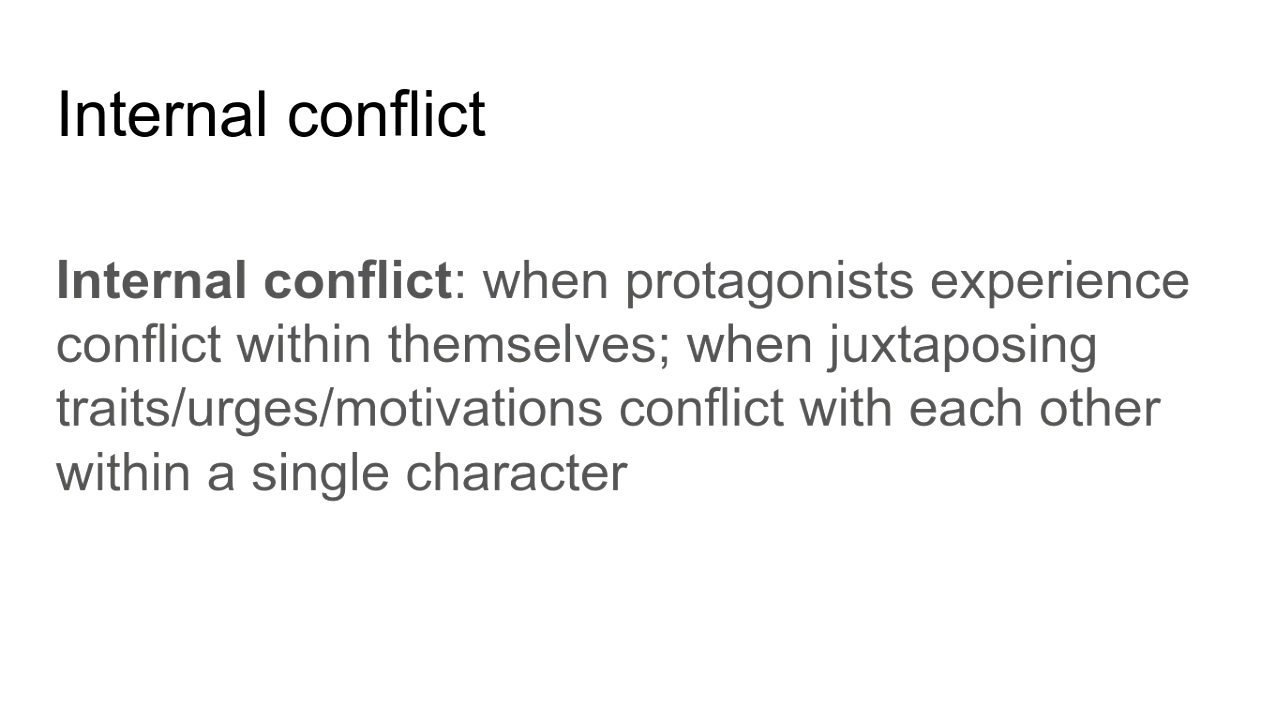 Internal conflict
Internal conflict: when protagonists experience
conflict within themselves; when juxtaposing
traits/urges/motivations conflict with each other
within a single character